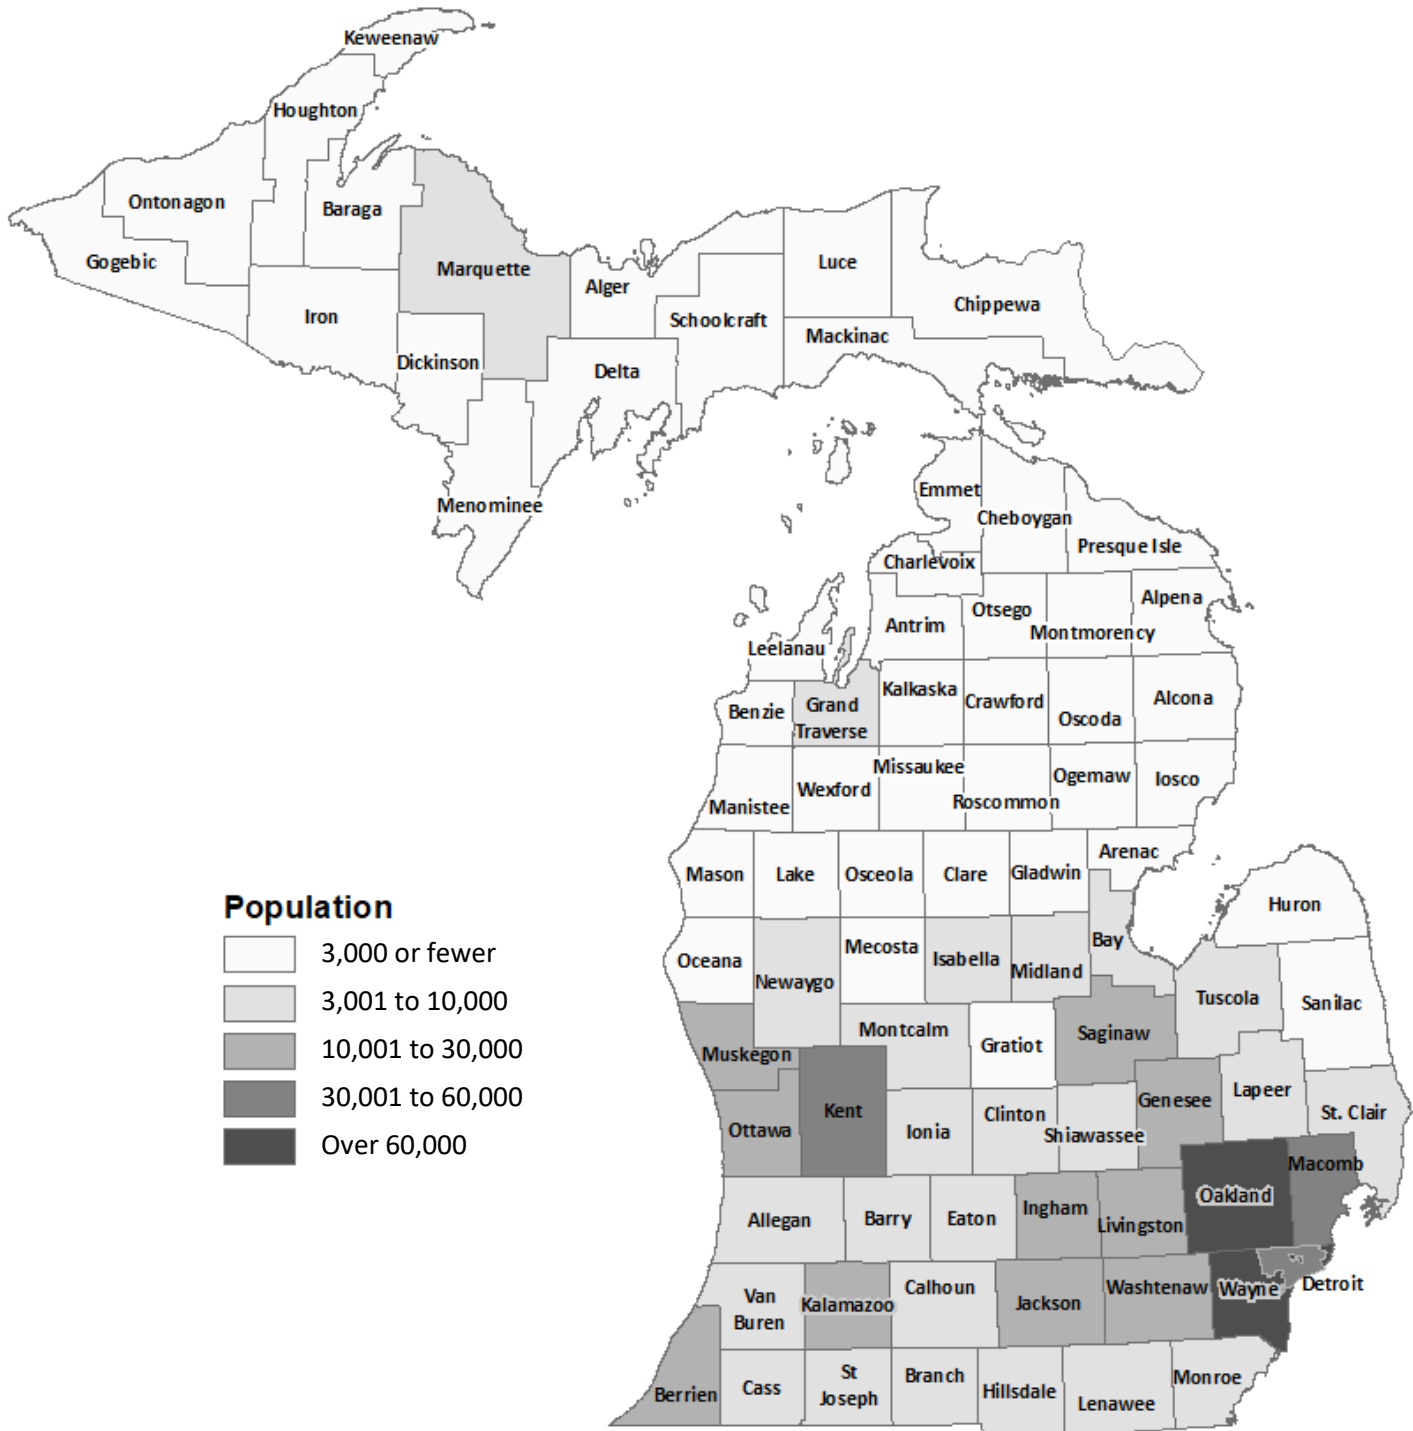 Keweenaw
Houghton
Ontonagon
Baraga
Gogebic
Marquette
Luce
Alger
Chippewa
Iron
Schoolcraft
Mackinac
Dickinson
Delta
Menominee
Emmet
Cheboygan
Presque Isle
Charlevoix
Alpena
Otsego
Antrim
Montmorency
Leelanau
Kalkaska
Crawford
Alcona
Benzie
Grand
Traverse
Oscoda
Missaukee
Ogemaw
Iosco
Wexford
Manistee
Roscommon
Arenac
Mason
Lake
Osceola
Clare
Gladwin
Huron
Bay
Mecosta
Oceana
Isabella
Midland
Newaygo
Tuscola
Sanilac
Montcalm
Saginaw
Gratiot
Muskegon
Lapeer
Genesee
Kent
St. Clair
Clinton
Ottawa
Ionia
Shiawassee
Macomb
Oakland
Ingham
Allegan
Barry
Eaton
Livingston
Detroit
Calhoun
Washtenaw
Wayne
Van
Buren
Kalamazoo
Jackson
St
Joseph
Branch
Monroe
Berrien
Cass
Hillsdale
Lenawee
Population
3,000 or fewer
3,001 to 10,000
10,001 to 30,000
30,001 to 60,000
Over 60,000